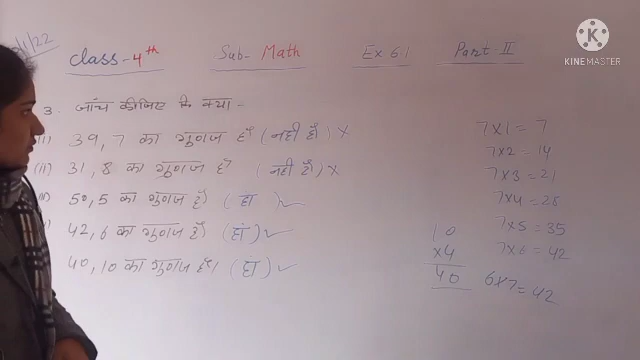 1/22
Class-4th Sub- Math Ex 6.1 Part-II
KINEMASTER
3. जांच कीजिए कि क्या -
(i) 39, 7 का गुणज है (नहीं है) ×
(ii) 31, 8 का गुणज है (नहीं है) ×
50, 5 का गुणज है (हां) ✓
42, 6 का गुणज है (हां) ✓
40, 10 का गुणज है। (हां) ✓
7×1 = 7
7×2 = 14
7×3 = 21
7×4 = 28
7×5 = 35
7×6 = 42
6×7 = 42
10
×4
40